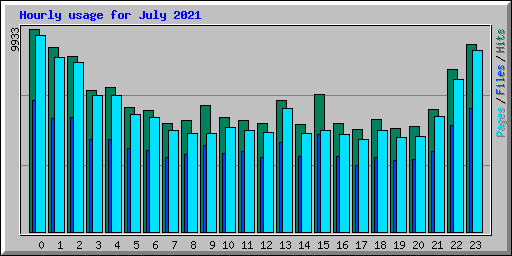 Hourly usage for July 2021
9933
Pages / Files / Hits
0 1 2 3 4 5 6 7 8 9 10 11 12 13 14 15 16 17 18 19 20 21 22 23